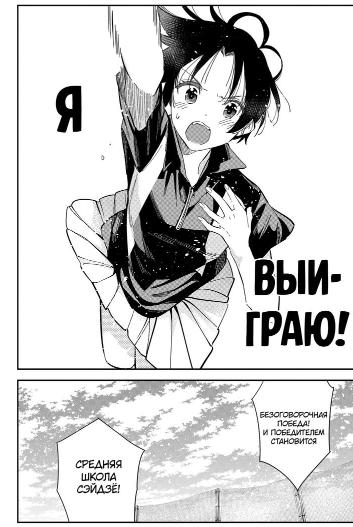 Я
ВЫИ-
ГРАЮ!
БЕЗОГОВОРОЧНАЯ
ПОБЕДА!
И ПОБЕДИТЕЛЕМ
СТАНОВИТСЯ
СРЕДНЯЯ
ШКОЛА
СЭЙДЗЁ!